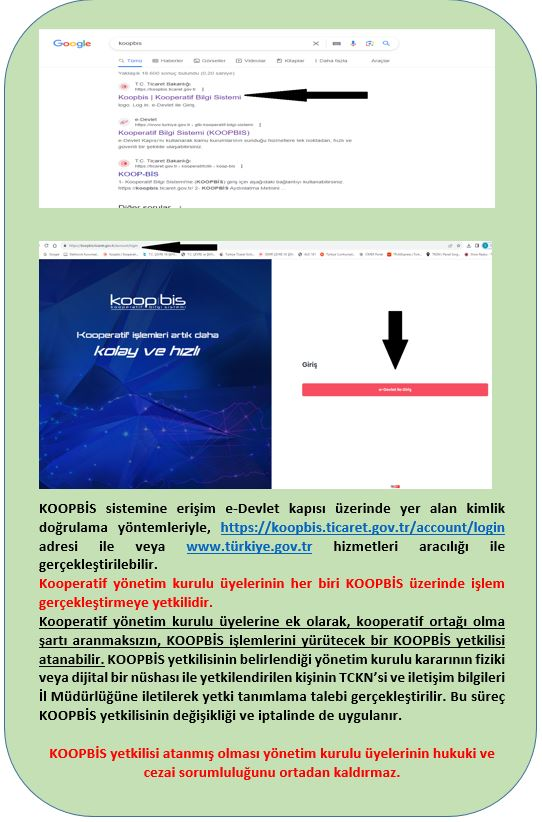 Google
koopbis
Tümü Haberler Görseller Videolar Kitaplar Daha fazla Araçlar
Yaklaşık 19.600 sonuç bulundu (0,20 saniye)
T.C. Ticaret Bakanlığı
https://koopbis.ticaret.gov.tr
Koopbis | Kooperatif Bilgi Sistemi
logo. Log in. e-Devlet ile Giriş.
e-Devlet
https://www.turkiye.gov.tr › gtb-kooperatif-bilgi-sistemi
Kooperatif Bilgi Sistemi (KOOPBIS)
e-Devlet Kapısı'nı kullanarak kamu kurumlarının sunduğu hizmetlere tek noktadan, hızlı ve
güvenli bir şekilde ulaşabilirsiniz.
T.C. Ticaret Bakanlığı
https://ticaret.gov.tr › kooperatifcilik › koop-bis
KOOP-BİS
1- Kooperatif Bilgi Sistemi'ne (KOOPBİS) giriş için aşağıdaki bağlantıyı kullanabilirsiniz.
https://koopbis.ticaret.gov.tr/ 2- KOOPBİS Aydınlatma Metnini
Diğer sorular
https://koopbis.ticaret.gov.tr/account/login
koop.bis
kooperatif bilgi sistemi
Kooperatif işlemleri artık daha
kolay ve hızlı
Giriş
e-Devlet ile Giriş
KOOPBİS sistemine erişim e-Devlet kapısı üzerinde yer alan kimlik
doğrulama yöntemleriyle, https://koopbis.ticaret.gov.tr/account/login
adresi ile veya www.türkiye.gov.tr hizmetleri aracılığı ile
gerçekleştirilebilir.
Kooperatif yönetim kurulu üyelerinin her biri KOOPBİS üzerinde işlem
gerçekleştirmeye yetkilidir.
Kooperatif yönetim kurulu üyelerine ek olarak, kooperatif ortağı olma
şartı aranmaksızın, KOOPBİS işlemlerini yürütecek bir KOOPBİS yetkilisi
atanabilir. KOOPBİS yetkilisinin belirlendiği yönetim kurulu kararının fiziki
veya dijital bir nüshası ile yetkilendirilen kişinin TCKN'si ve iletişim bilgileri
İl Müdürlüğüne iletilerek yetki tanımlama talebi gerçekleştirilir. Bu süreç
KOOPBİS yetkilisinin değişikliği ve iptalinde de uygulanır.
KOOPBİS yetkilisi atanmış olması yönetim kurulu üyelerinin hukuki ve
cezai sorumluluğunu ortadan kaldırmaz.